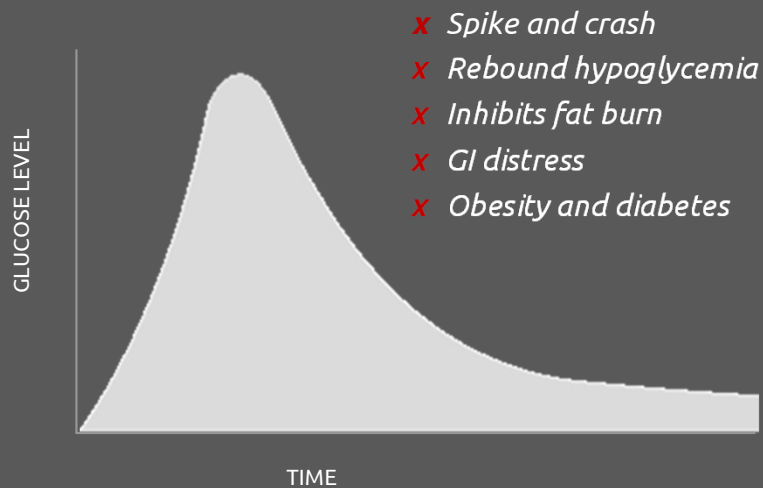 x Spike and crash
x Rebound hypoglycemia
x Inhibits fat burn
x GI distress
x Obesity and diabetes
GLUCOSE LEVEL
TIME